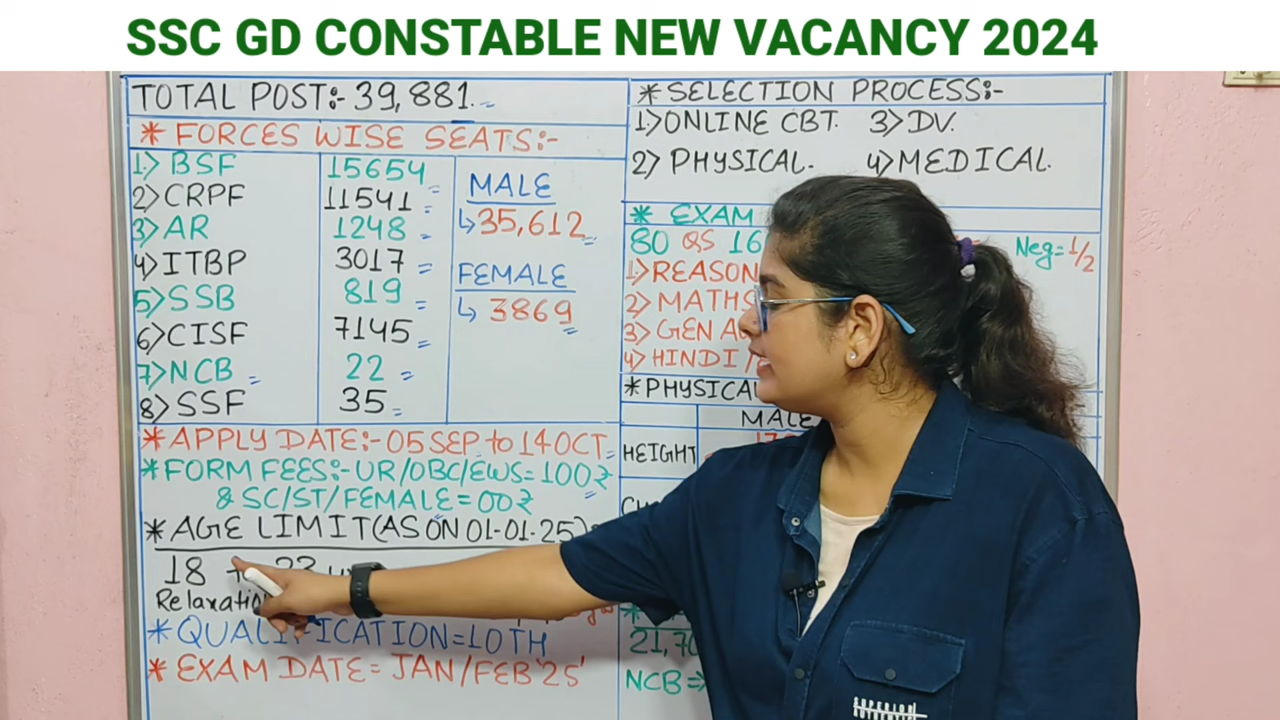 SSC GD CONSTABLE NEW VACANCY 2024
TOTAL POST:- 39,881
* FORCES WISE SEATS:-
1) BSF 15654
2) CRPF 11541
3) AR 1248
4) ITBP 3017
5) SSB 819
6) CISF 7145
7) NCB 22
8) SSF 35
MALE
↳ 35,612
FEMALE
↳ 3869
* APPLY DATE:- 05 SEP to 14 OCT
* FORM FEES:- UR/OBC/EWS = 100₹
& SC/ST/FEMALE = 00₹
* AGE LIMIT (AS ON 01-01-25)
18 23
* QUALIFICATION = 10TH
* EXAM DATE = JAN/FEB '25'
* SELECTION PROCESS:-
1) ONLINE CBT. 3) DV.
2) PHYSICAL. 4) MEDICAL.
* EXAM
80 QS 16 Neg = 1/2
1)
2) MATHS
3) GEN
4) HINDI /
*
MALE
HEIGHT
NCB ⇒